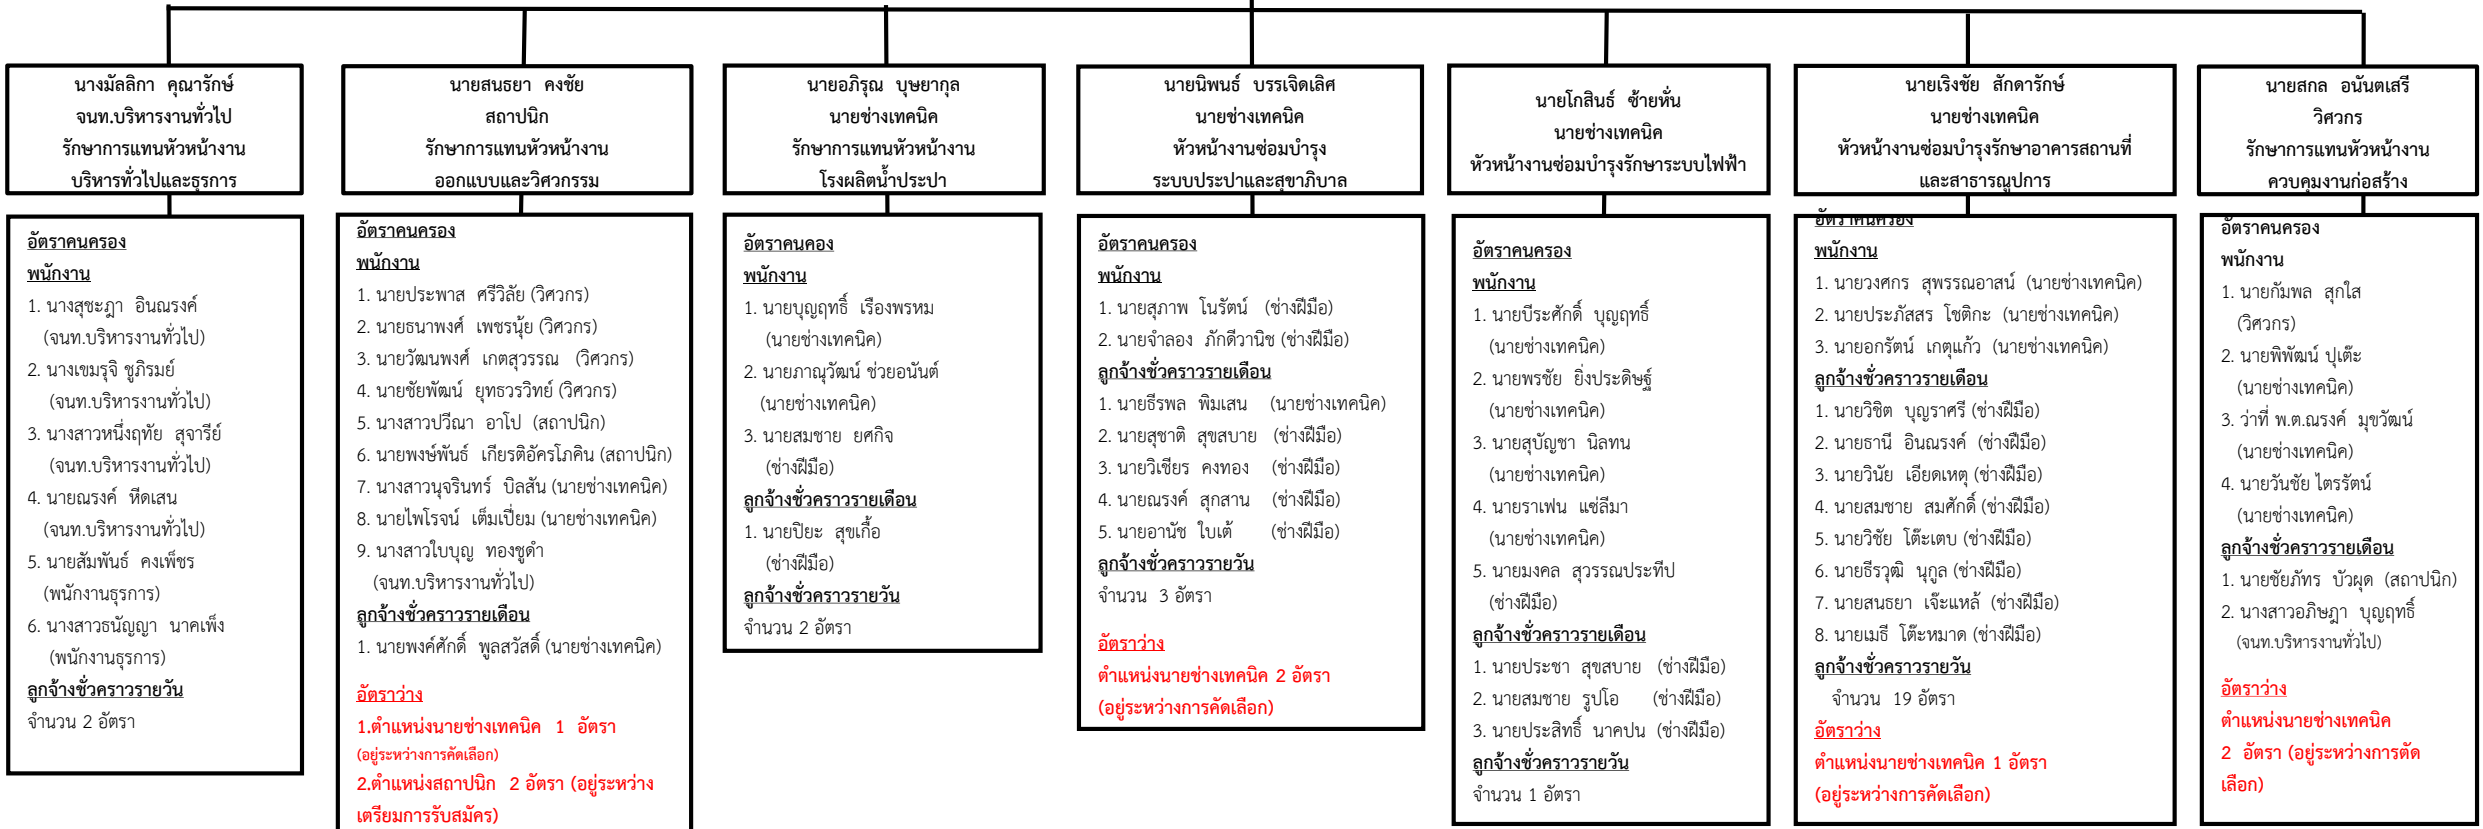 นางมัลลิกา คุณารักษ์
จนท.บริหารงานทั่วไป
รักษาการแทนหัวหน้างาน
บริหารทั่วไปและธุรการ
อัตราคนครอง
พนักงาน
1. นางสุชะฎา อินณรงค์
(จนท.บริหารงานทั่วไป)
2. นางเขมรุจิ ชูภิรมย์
(จนท.บริหารงานทั่วไป)
3. นางสาวหนึ่งฤทัย สุจารีย์
(จนท.บริหารงานทั่วไป)
4. นายณรงค์ หีดเสน
(จนท.บริหารงานทั่วไป)
5. นายสัมพันธ์ คงเพ็ชร
(พนักงานธุรการ)
6. นางสาวธนัญญา นาคเพ็ง
(พนักงานธุรการ)
ลูกจ้างชั่วคราวรายวัน
จำนวน 2 อัตรา
นายสนธยา คงชัย
สถาปนิก
รักษาการแทนหัวหน้างาน
ออกแบบและวิศวกรรม
อัตราคนครอง
พนักงาน
1. นายประพาส ศรีวิลัย (วิศวกร)
2. นายธนาพงศ์ เพชรนุ้ย (วิศวกร)
3. นายวัฒนพงศ์ เกตสุวรรณ (วิศวกร)
4. นายชัยพัฒน์ ยุทธวรวิทย์ (วิศวกร)
5. นางสาวปวีณา อาโป (สถาปนิก)
6. นายพงษ์พันธ์ เกียรติอัครโภคิน (สถาปนิก)
7. นางสาวนุจรินทร์ บิลสัน (นายช่างเทคนิค)
8. นายไพโรจน์ เต็มเปี่ยม (นายช่างเทคนิค)
9. นางสาวใบบุญ ทองชูดำ
(จนท.บริหารงานทั่วไป)
ลูกจ้างชั่วคราวรายเดือน
1. นายพงค์ศักดิ์ พูลสวัสดิ์ (นายช่างเทคนิค)
อัตราว่าง
1.ตำแหน่งนายช่างเทคนิค 1 อัตรา
(อยู่ระหว่างการคัดเลือก)
2.ตำแหน่งสถาปนิก 2 อัตรา (อยู่ระหว่าง
เตรียมการรับสมัคร)
นายอภิรุณ บุษยากุล
นายช่างเทคนิค
รักษาการแทนหัวหน้างาน
โรงผลิตน้ำประปา
อัตราคนคอง
พนักงาน
1. นายบุญฤทธิ์ เรืองพรหม
(นายช่างเทคนิค)
2. นายภาณุวัฒน์ ช่วยอนันต์
(นายช่างเทคนิค)
3. นายสมชาย ยศกิจ
(ช่างฝีมือ)
ลูกจ้างชั่วคราวรายเดือน
1. นายปิยะ สุขเกื้อ
(ช่างฝีมือ)
ลูกจ้างชั่วคราวรายวัน
จำนวน 2 อัตรา
นายนิพนธ์ บรรเจิดเลิศ
นายช่างเทคนิค
หัวหน้างานซ่อมบำรุง
ระบบประปาและสุขาภิบาล
อัตราคนครอง
พนักงาน
1. นายสุภาพ โนรัตน์ (ช่างฝีมือ)
2. นายจำลอง ภักดีวานิช (ช่างฝีมือ)
ลูกจ้างชั่วคราวรายเดือน
1. นายธีรพล พิมเสน (นายช่างเทคนิค)
2. นายสุชาติ สุขสบาย (ช่างฝีมือ)
3. นายวิเชียร คงทอง (ช่างฝีมือ)
4. นายณรงค์ สุกสาน (ช่างฝีมือ)
5. นายอานัช ใบเต้ (ช่างฝีมือ)
ลูกจ้างชั่วคราวรายวัน
จำนวน 3 อัตรา
อัตราว่าง
ตำแหน่งนายช่างเทคนิค 2 อัตรา
(อยู่ระหว่างการคัดเลือก)
นายโกสินธ์ ซ้ายหั่น
นายช่างเทคนิค
หัวหน้างานซ่อมบำรุงรักษาระบบไฟฟ้า
อัตราคนครอง
พนักงาน
1. นายบีระศักดิ์ บุญฤทธิ์
(นายช่างเทคนิค)
2. นายพรชัย ยิ่งประดิษฐ์
(นายช่างเทคนิค)
3. นายสุบัญชา นิลทน
(นายช่างเทคนิค)
4. นายราเฟน แซ่ลีมา
(นายช่างเทคนิค)
5. นายมงคล สุวรรณประทีป
(ช่างฝีมือ)
ลูกจ้างชั่วคราวรายเดือน
1. นายประชา สุขสบาย (ช่างฝีมือ)
2. นายสมชาย รูปโอ (ช่างฝีมือ)
3. นายประสิทธิ์ นาคปน (ช่างฝีมือ)
ลูกจ้างชั่วคราวรายวัน
จำนวน 1 อัตรา
นายเริงชัย สักดารักษ์
นายช่างเทคนิค
หัวหน้างานซ่อมบำรุงรักษาอาคารสถานที่
และสาธารณูปการ
อัตราคนครอง
พนักงาน
1. นายวงศกร สุพรรณอาสน์ (นายช่างเทคนิค)
2. นายประภัสสร โชติกะ (นายช่างเทคนิค)
3. นายอกรัตน์ เกตุแก้ว (นายช่างเทคนิค)
ลูกจ้างชั่วคราวรายเดือน
1. นายวิชิต บุญราศรี (ช่างฝีมือ)
2. นายธานี อินณรงค์ (ช่างฝีมือ)
3. นายวินัย เอียดเหตุ (ช่างฝีมือ)
4. นายสมชาย สมศักดิ์ (ช่างฝีมือ)
5. นายวิชัย โต๊ะเตบ (ช่างฝีมือ)
6. นายธีรวุฒิ นุกูล (ช่างฝีมือ)
7. นายสนธยา เจ๊ะแหล้ (ช่างฝีมือ)
8. นายเมธี โต๊ะหมาด (ช่างฝีมือ)
ลูกจ้างชั่วคราวรายวัน
จำนวน 19 อัตรา
อัตราว่าง
ตำแหน่งนายช่างเทคนิค 1 อัตรา
(อยู่ระหว่างการคัดเลือก)
นายสกล อนันตเสรี
วิศวกร
รักษาการแทนหัวหน้างาน
ควบคุมงานก่อสร้าง
อัตราคนครอง
พนักงาน
1. นายกัมพล สุกใส
(วิศวกร)
2. นายพิพัฒน์ ปูเต๊ะ
(นายช่างเทคนิค)
3. ว่าที่ พ.ต.ณรงค์ มุขวัฒน์
(นายช่างเทคนิค)
4. นายวันชัย ไตรรัตน์
(นายช่างเทคนิค)
ลูกจ้างชั่วคราวรายเดือน
1. นายชัยภัทร บัวผุด (สถาปนิก)
2. นางสาวอภิษฎา บุญฤทธิ์
(จนท.บริหารงานทั่วไป)
อัตราว่าง
ตำแหน่งนายช่างเทคนิค
2 อัตรา (อยู่ระหว่างการตัด
เลือก)